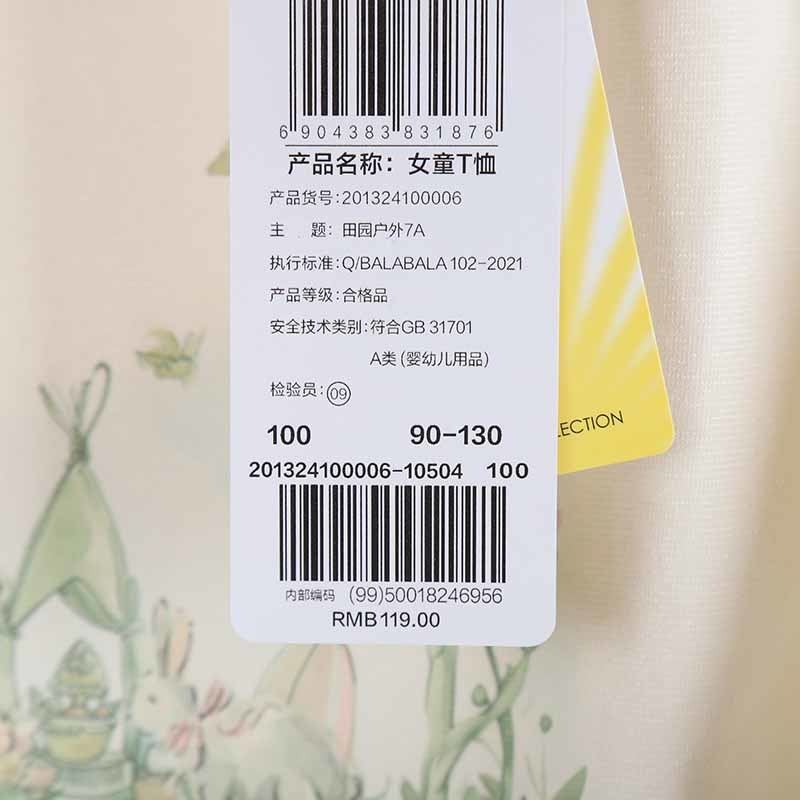 6 904383 831876
产品名称：女童T恤
产品货号：201324100006
主 题：田园户外7A
执行标准：Q/BALABALA 102-2021
产品等级：合格品
安全技术类别：符合GB 31701
A类（婴幼儿用品）
检验员：09
100 90-130
LECTION
201324100006-10504 100
内部编码 (99)50018246956
RMB119.00